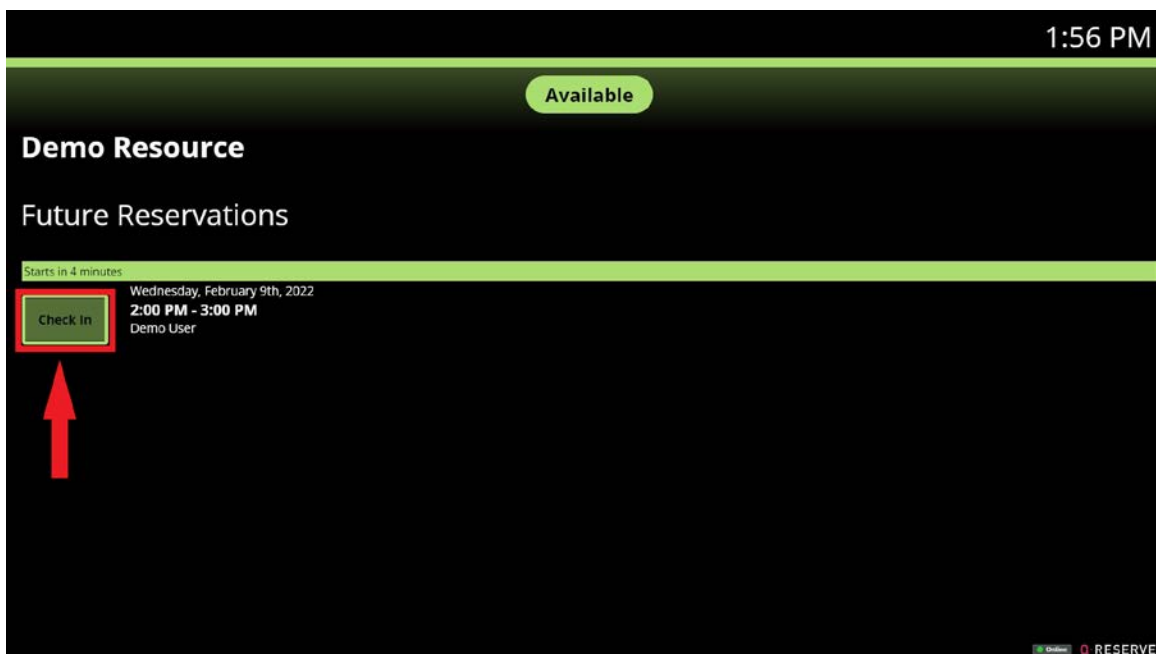 1:56 PM
Available
Demo Resource
Future Reservations
Starts in 4 minutes
Check In
Wednesday, February 9th, 2022
2:00 PM - 3:00 PM
Demo User
Online Q RESERVE